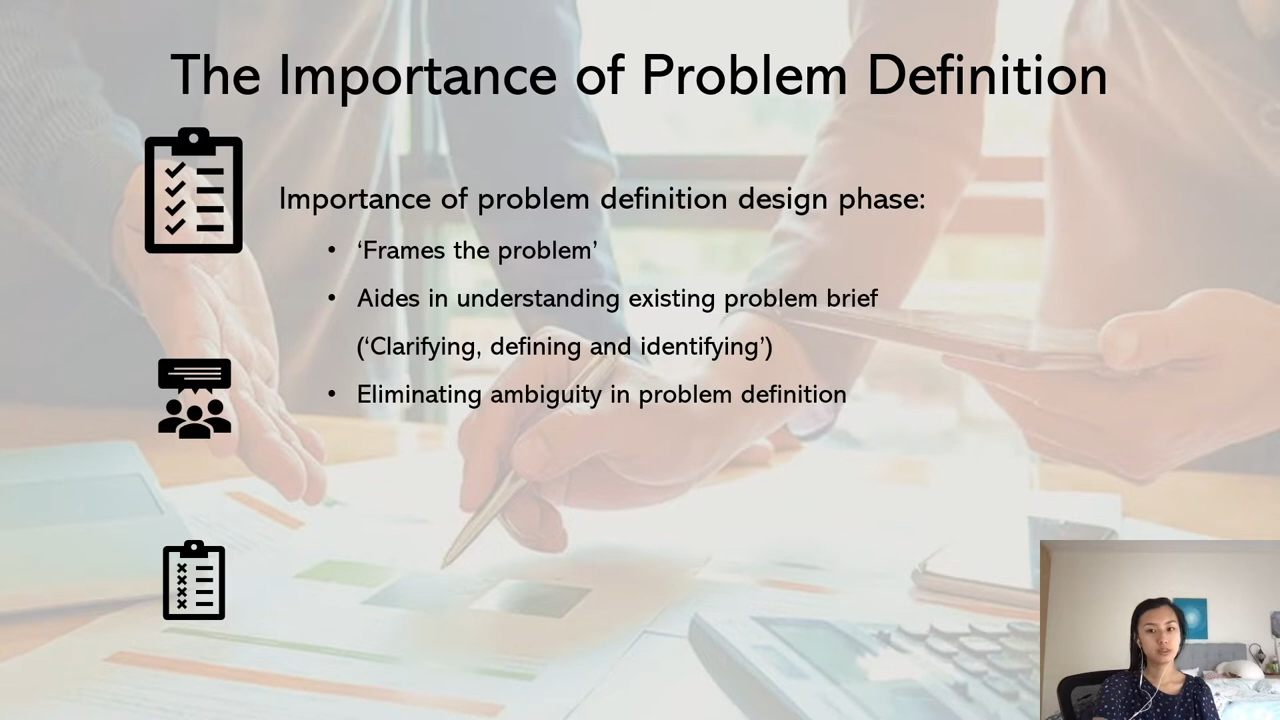 The Importance of Problem Definition
Importance of problem definition design phase:
• ‘Frames the problem’
• Aides in understanding existing problem brief
(‘Clarifying, defining and identifying’)
• Eliminating ambiguity in problem definition